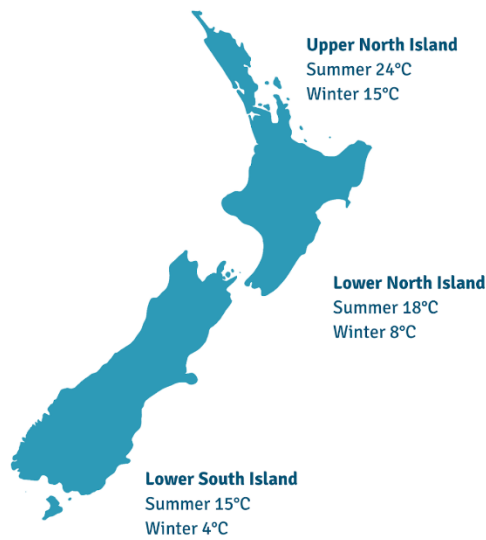 Upper North Island
Summer 24°C
Winter 15°C
Lower North Island
Summer 18°C
Winter 8°C
Lower South Island
Summer 15°C
Winter 4°C